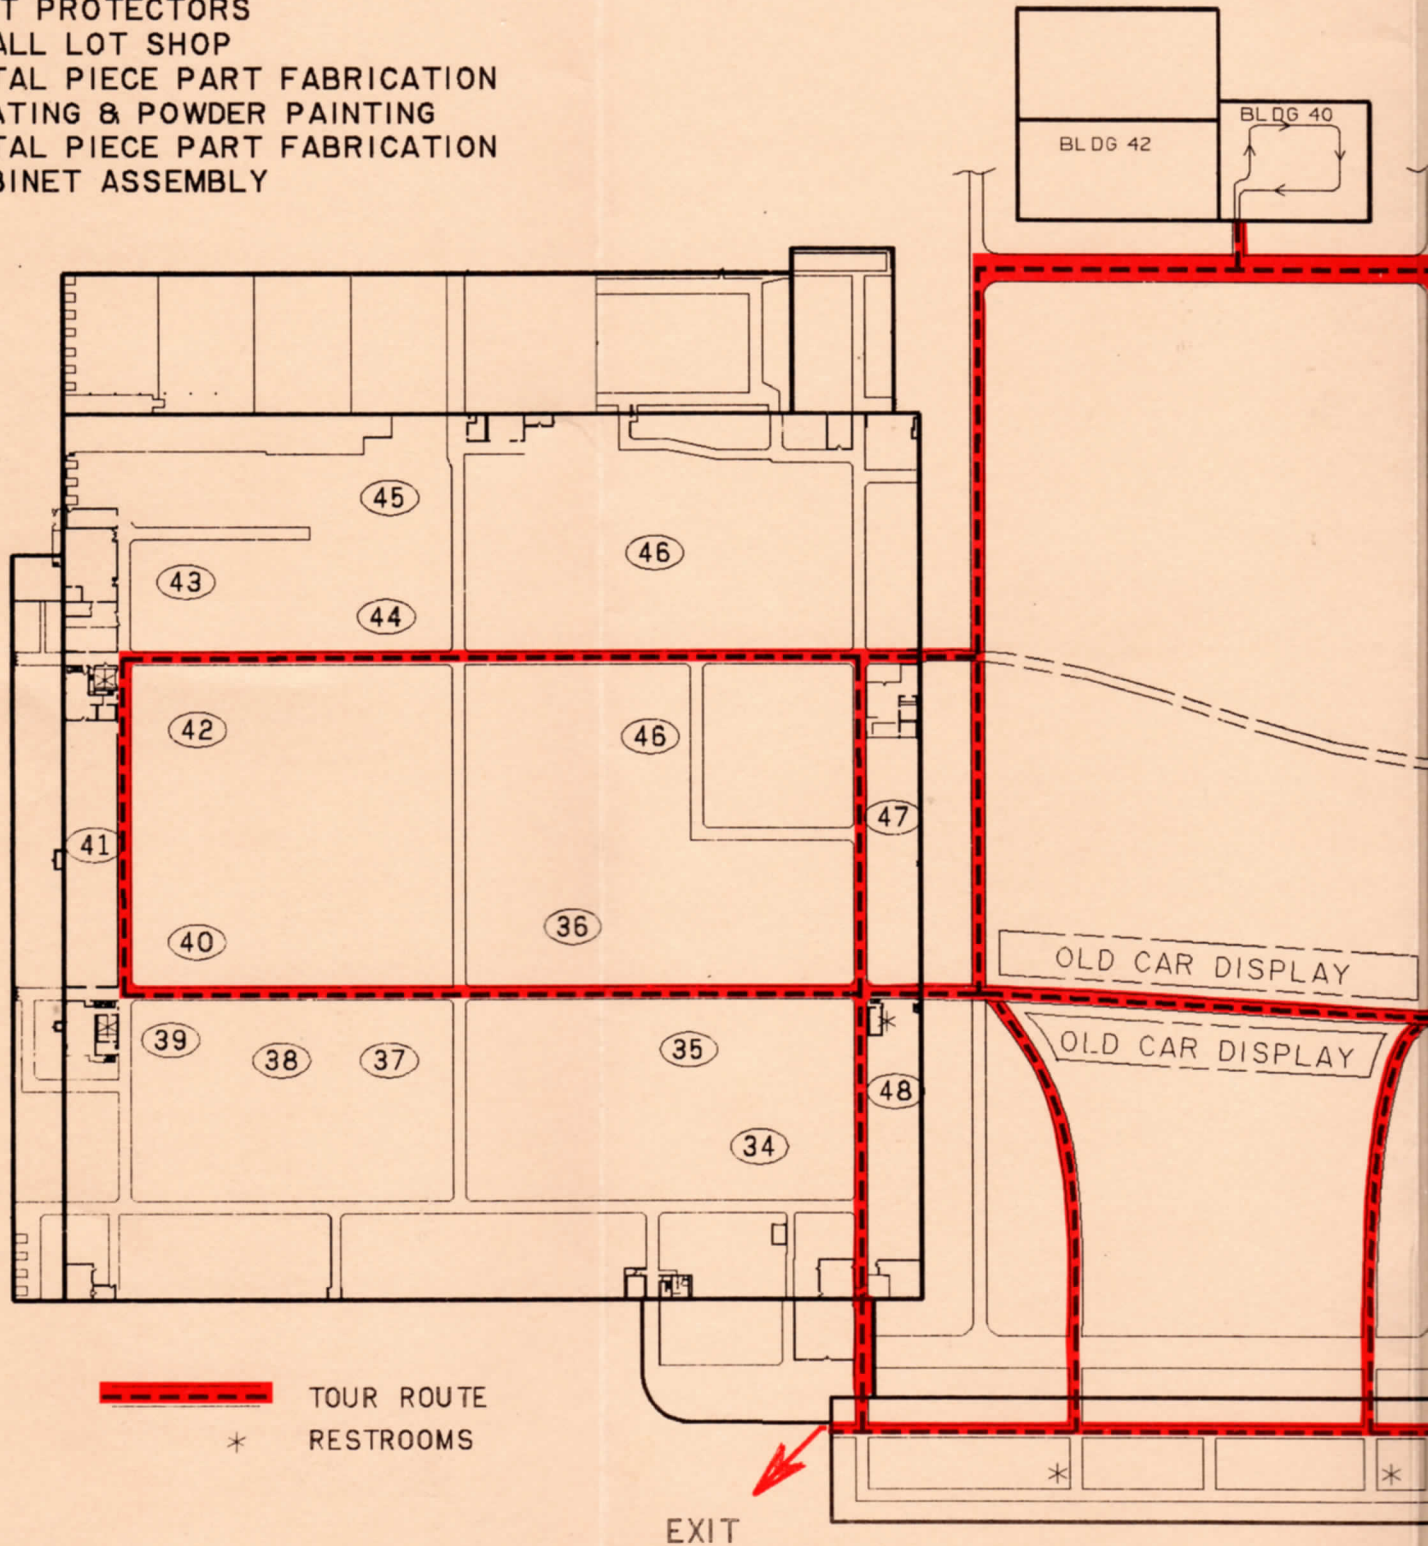 T PROTECTORS
ALL LOT SHOP
TAL PIECE PART FABRICATION
ATING & POWDER PAINTING
TAL PIECE PART FABRICATION
BINET ASSEMBLY
BLDG 40
BLDG 42
45
46
43
44
42
46
47
41
36
40
OLD CAR DISPLAY
39
38
37
35
OLD CAR DISPLAY
48
34
TOUR ROUTE
* RESTROOMS
EXIT